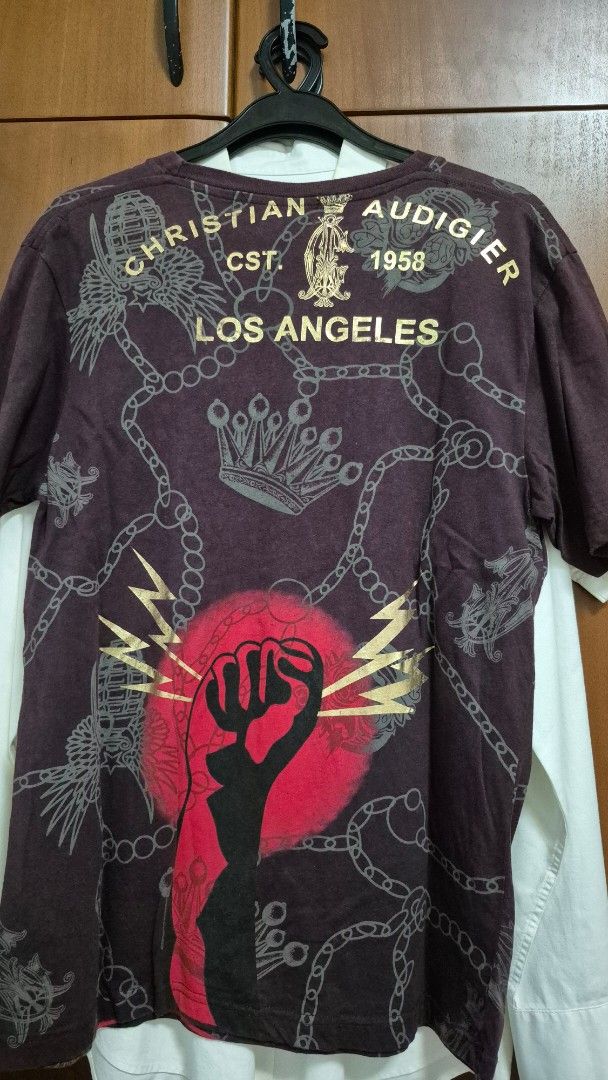 CHRISTIAN AUDIGIER
CST. 1958
LOS ANGELES